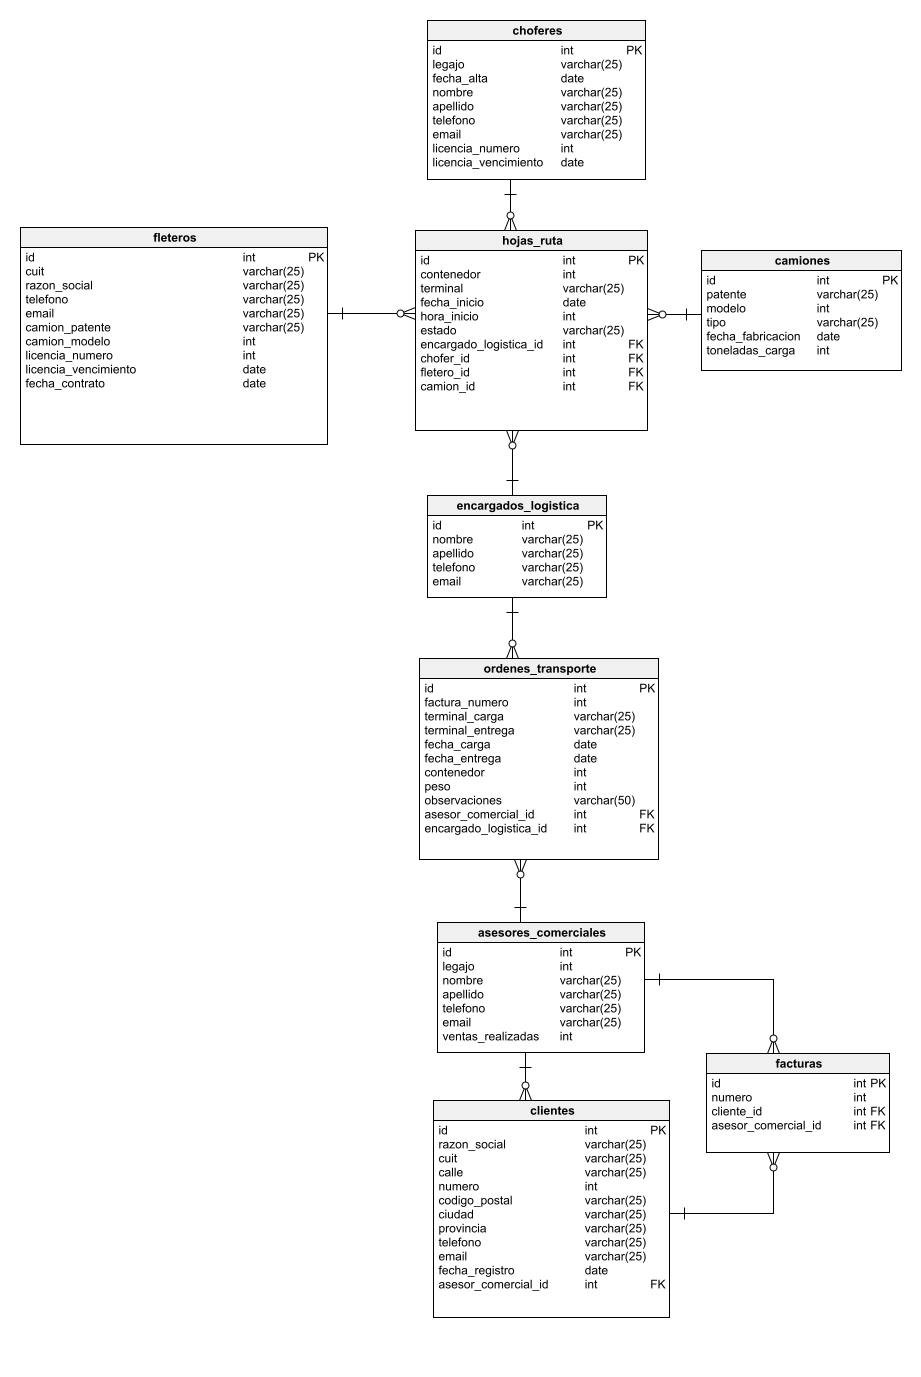 choferes
id int PK
legajo varchar(25)
fecha_alta date
nombre varchar(25)
apellido varchar(25)
telefono varchar(25)
email varchar(25)
licencia_numero int
licencia_vencimiento date
fleteros
id int PK
cuit varchar(25)
razon_social varchar(25)
telefono varchar(25)
email varchar(25)
camion_patente varchar(25)
camion_modelo int
licencia_numero int
licencia_vencimiento date
fecha_contrato date
hojas_ruta
id int PK
contenedor int
terminal varchar(25)
fecha_inicio date
hora_inicio int
estado varchar(25)
encargado_logistica_id int FK
chofer_id int FK
fletero_id int FK
camion_id int FK
camiones
id int PK
patente varchar(25)
modelo int
tipo varchar(25)
fecha_fabricacion date
toneladas_carga int
encargados_logistica
id int PK
nombre varchar(25)
apellido varchar(25)
telefono varchar(25)
email varchar(25)
ordenes_transporte
id int PK
factura_numero int
terminal_carga varchar(25)
terminal_entrega varchar(25)
fecha_carga date
fecha_entrega date
contenedor int
peso int
observaciones varchar(50)
asesor_comercial_id int FK
encargado_logistica_id int FK
asesores_comerciales
id int PK
legajo int
nombre varchar(25)
apellido varchar(25)
telefono varchar(25)
email varchar(25)
ventas_realizadas int
facturas
id int PK
numero int
cliente_id int FK
asesor_comercial_id int FK
clientes
id int PK
razon_social varchar(25)
cuit varchar(25)
calle varchar(25)
numero int
codigo_postal varchar(25)
ciudad varchar(25)
provincia varchar(25)
telefono varchar(25)
email varchar(25)
fecha_registro date
asesor_comercial_id int FK